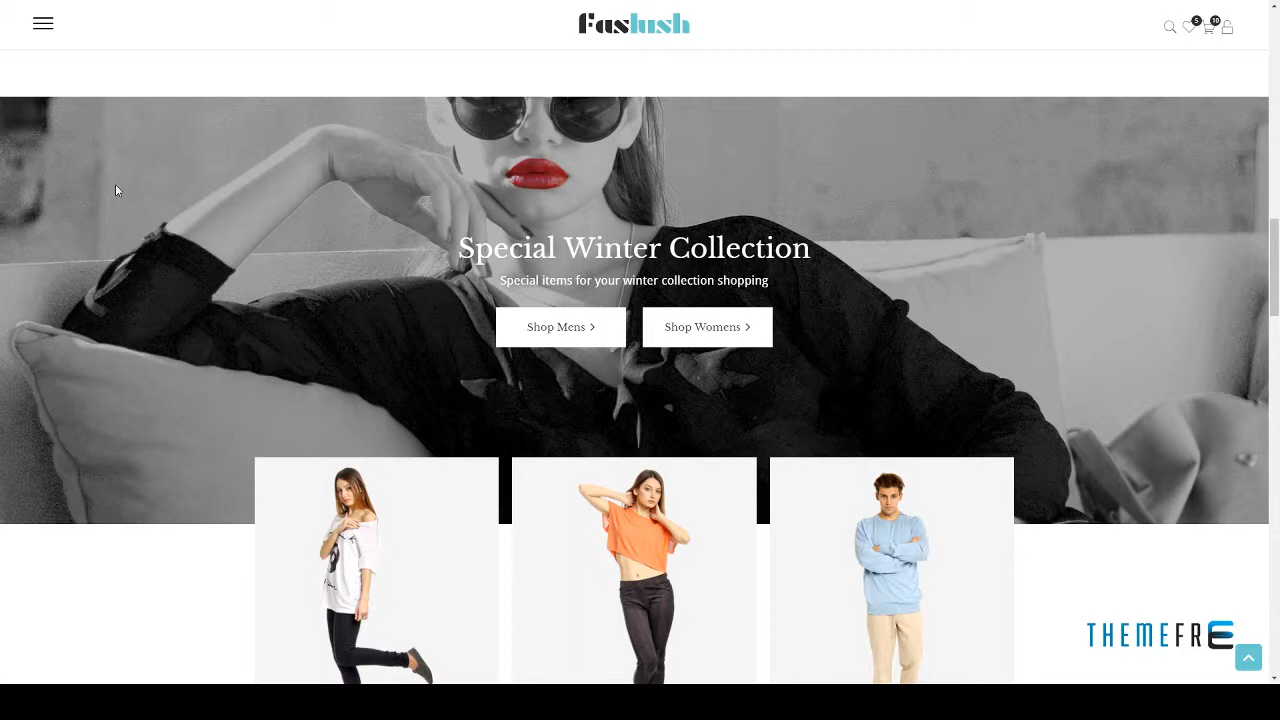 Faslush
5
10
Special Winter Collection
Special items for your winter collection shopping
Shop Mens
Shop Womens
THEMEFRE